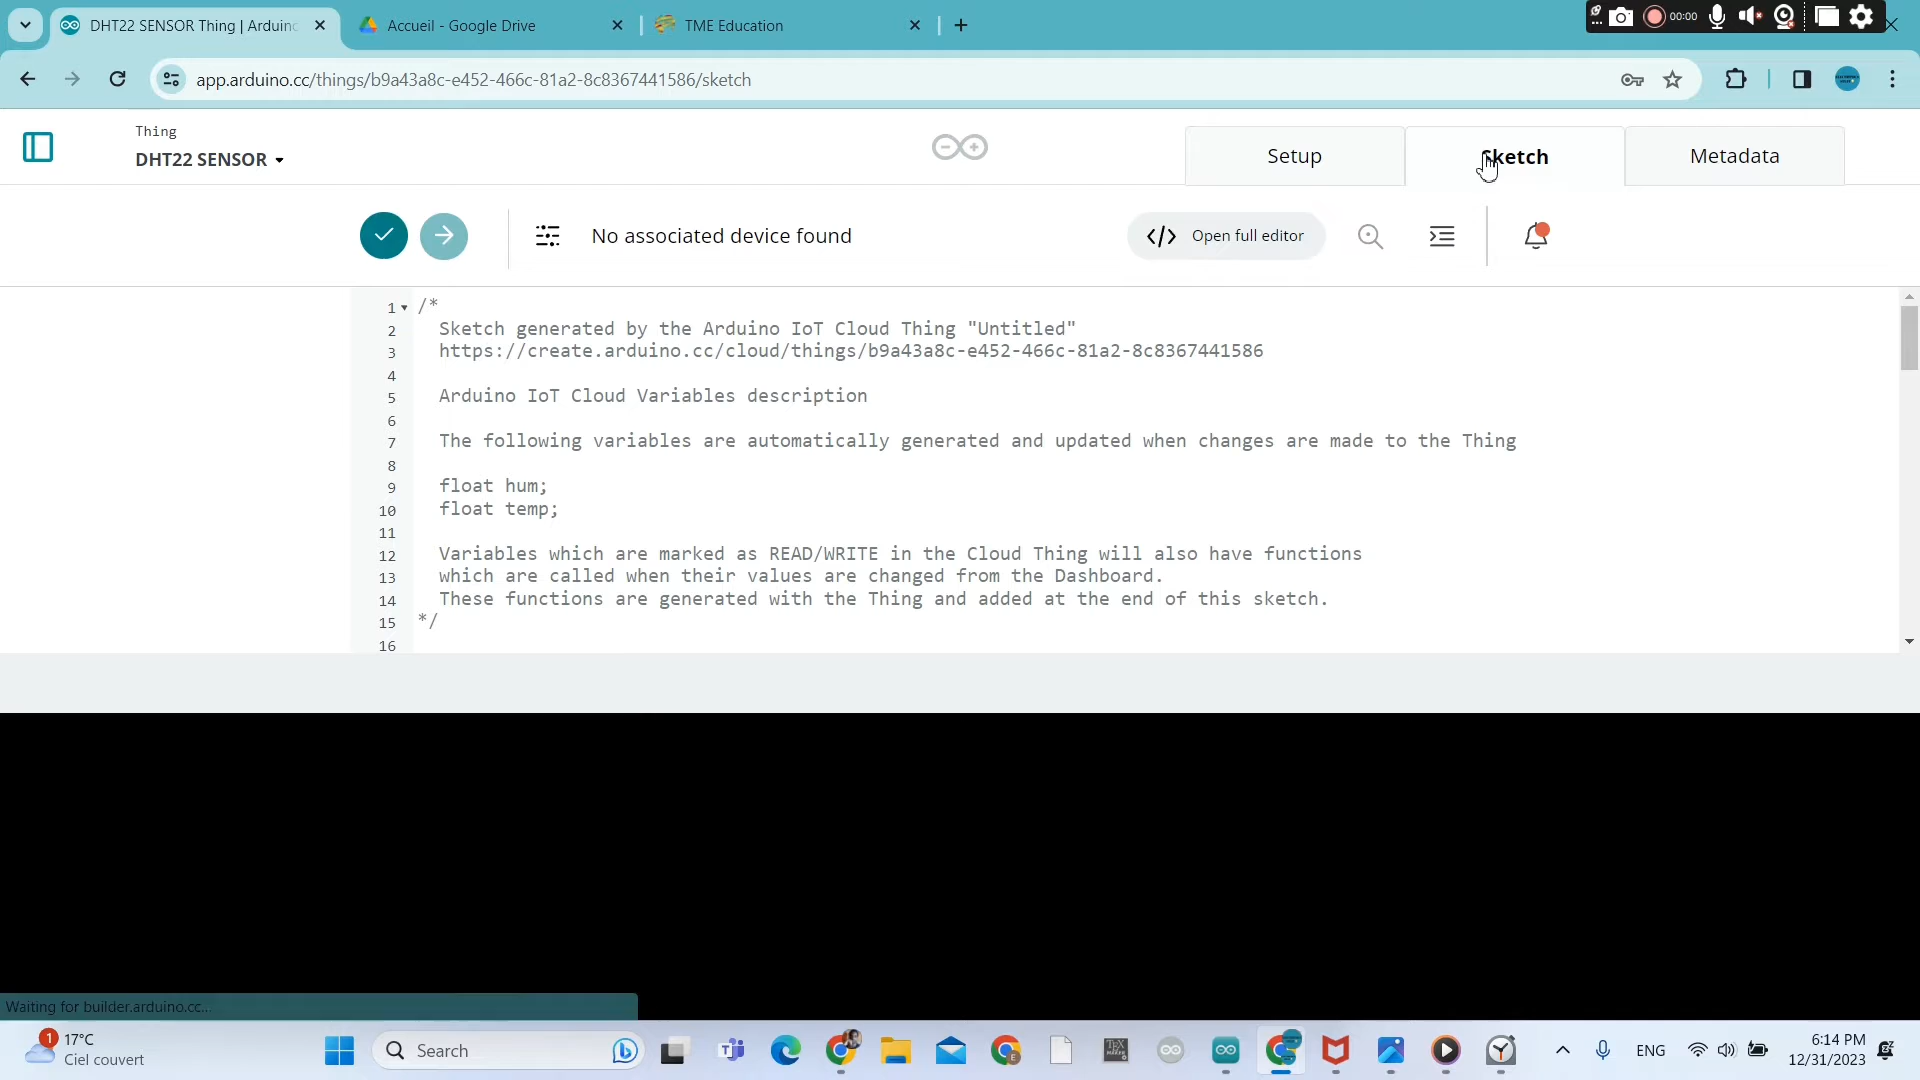 DHT22 SENSOR Thing | Arduino
Accueil - Google Drive
TME Education
00:00
app.arduino.cc/things/b9a43a8c-e452-466c-81a2-8c8367441586/sketch
Thing
DHT22 SENSOR
Setup
Sketch
Metadata
No associated device found
</> Open full editor
1 /*
2 Sketch generated by the Arduino IoT Cloud Thing "Untitled"
3 https://create.arduino.cc/cloud/things/b9a43a8c-e452-466c-81a2-8c8367441586
4
5 Arduino IoT Cloud Variables description
6
7 The following variables are automatically generated and updated when changes are made to the Thing
8
9 float hum;
10 float temp;
11
12 Variables which are marked as READ/WRITE in the Cloud Thing will also have functions
13 which are called when their values are changed from the Dashboard.
14 These functions are generated with the Thing and added at the end of this sketch.
15 */
16
Waiting for builder.arduino.cc...
1
17°C
Ciel couvert
Search
ENG
6:14 PM
12/31/2023